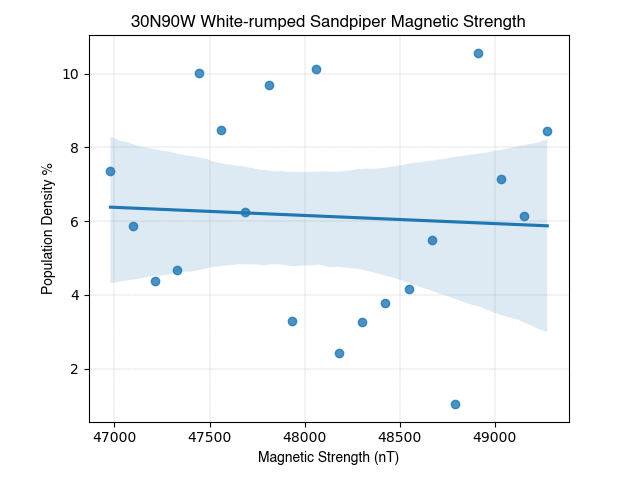 30N90W White-rumped Sandpiper Magnetic Strength
Population Density %
10
8
6
4
2
47000 47500 48000 48500 49000
Magnetic Strength (nT)